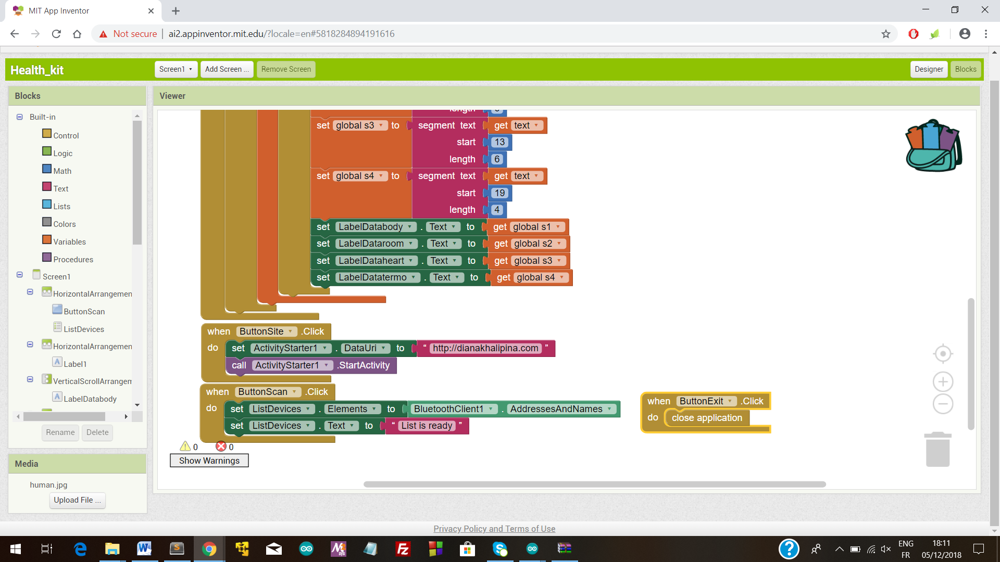 MIT App Inventor
Not secure | ai2.appinventor.mit.edu/?locale=en#5818284894191616
Health_kit
Screen1
Add Screen ...
Remove Screen
Designer
Blocks
Blocks
Viewer
Built-in
Control
Logic
Math
Text
Lists
Colors
Variables
Procedures
Screen1
HorizontalArrangemen
ButtonScan
ListDevices
HorizontalArrangemen
Label1
VerticalScrollArrangem
LabelDatabody
Rename
Delete
Media
human.jpg
Upload File ...
length
set global s3 to segment text get text
start 13
length 6
set global s4 to segment text get text
start 19
length 4
set LabelDatabody . Text to get global s1
set LabelDataroom . Text to get global s2
set LabelDataheart . Text to get global s3
set LabelDatatermo . Text to get global s4
when ButtonSite .Click
do set ActivityStarter1 . DataUri to “ http://dianakhalipina.com ”
call ActivityStarter1 .StartActivity
when ButtonScan .Click
do set ListDevices . Elements to BluetoothClient1 . AddressesAndNames
set ListDevices . Text to “ List is ready ”
when ButtonExit .Click
do close application
0 0
Show Warnings
Privacy Policy and Terms of Use
ENG
FR
18:11
05/12/2018